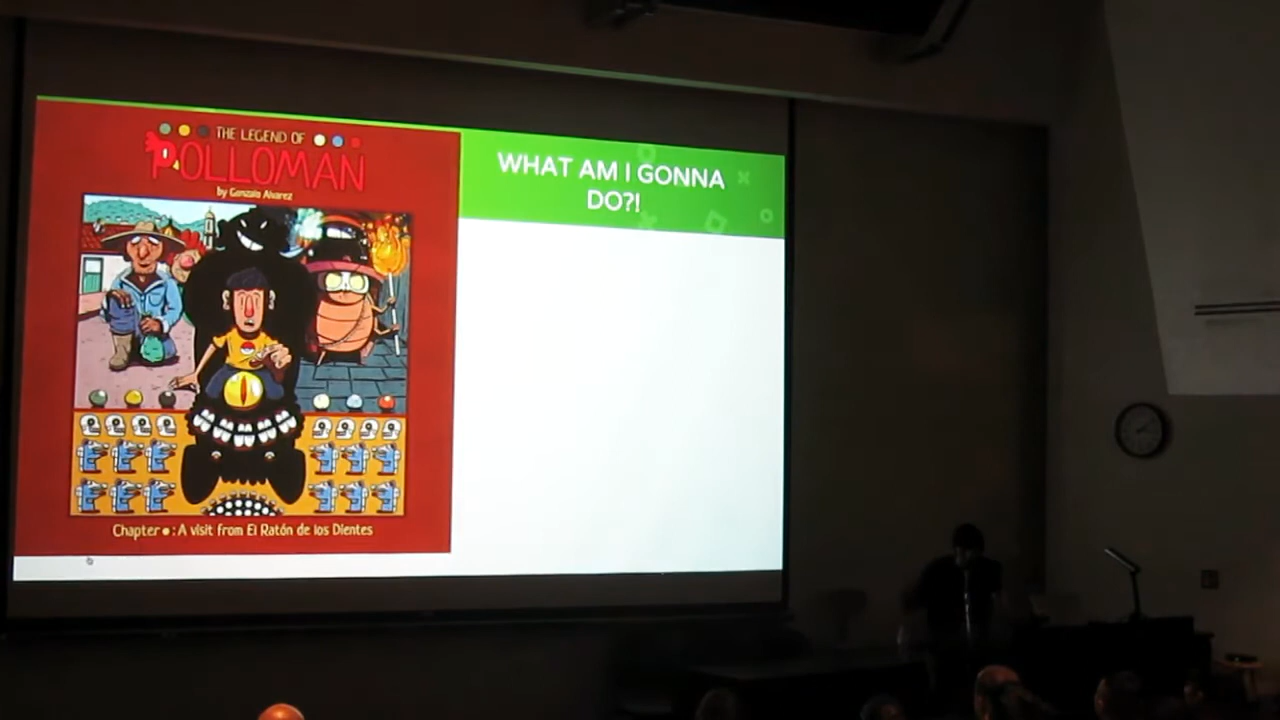 THE LEGEND OF
POLLOMAN
by Gonzalo Alvarez
Chapter •: A visit from El Ratón de los Dientes
WHAT AM I GONNA
DO?!